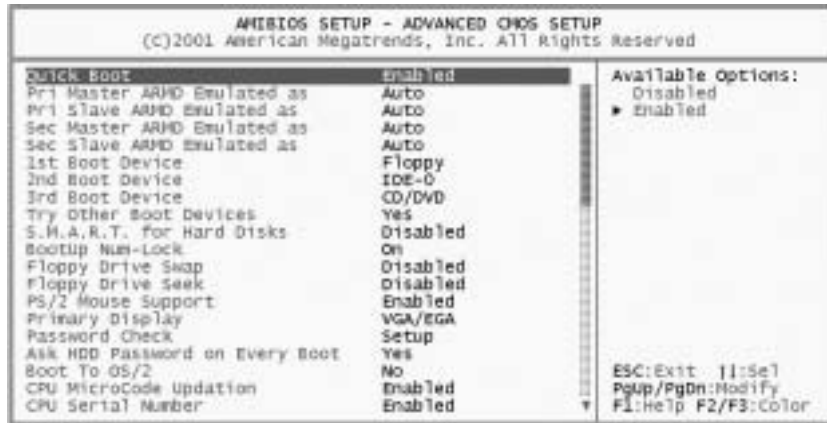 AMIBIOS SETUP - ADVANCED CMOS SETUP
(C)2001 American Megatrends, Inc. All Rights Reserved
Quick Boot Enabled
Pri Master ARMD Emulated as Auto
Pri Slave ARMD Emulated as Auto
Sec Master ARMD Emulated as Auto
Sec Slave ARMD Emulated as Auto
1st Boot Device Floppy
2nd Boot Device IDE-0
3rd Boot Device CD/DVD
Try Other Boot Devices Yes
S.M.A.R.T. for Hard Disks Disabled
BootUp Num-Lock On
Floppy Drive Swap Disabled
Floppy Drive Seek Disabled
PS/2 Mouse Support Enabled
Primary Display VGA/EGA
Password Check Setup
Ask HDD Password on Every Boot Yes
Boot To OS/2 No
CPU MicroCode Updation Enabled
CPU Serial Number Enabled
Available Options:
Disabled
► Enabled
ESC:Exit ↑↓:Sel
PgUp/PgDn:Modify
F1:Help F2/F3:Color